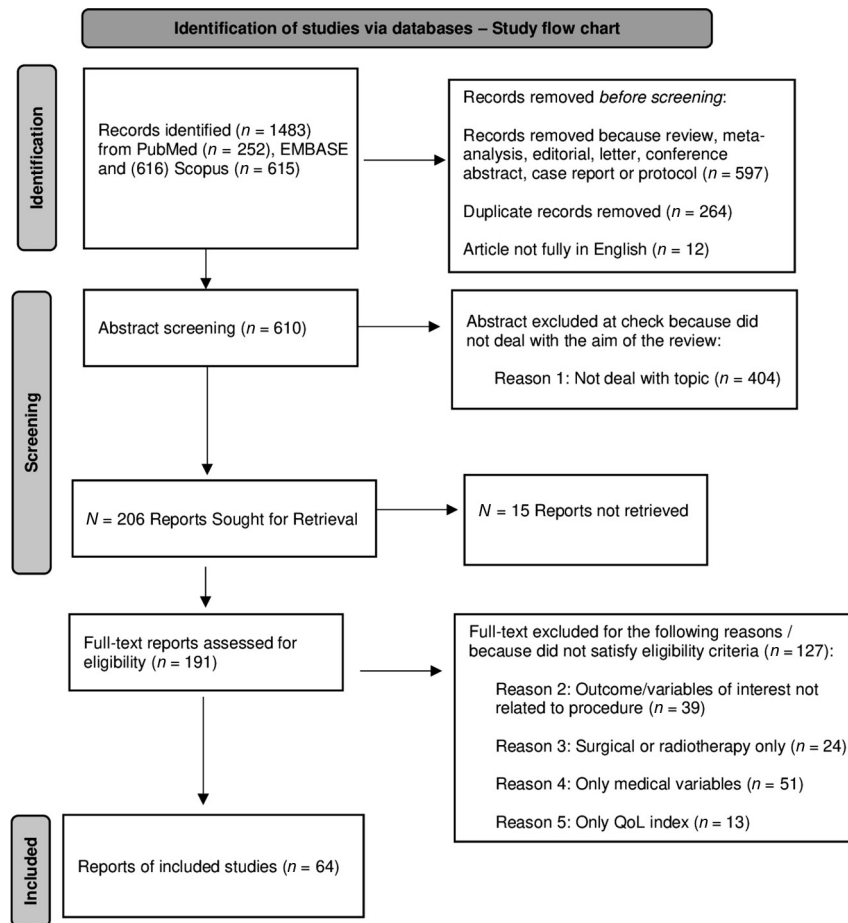 Identification of studies via databases – Study flow chart
Identification
Records identified (n = 1483)
from PubMed (n = 252), EMBASE
and (616) Scopus (n = 615)
Records removed before screening:
Records removed because review, meta-
analysis, editorial, letter, conference
abstract, case report or protocol (n = 597)
Duplicate records removed (n = 264)
Article not fully in English (n = 12)
Screening
Abstract screening (n = 610)
Abstract excluded at check because did
not deal with the aim of the review:
Reason 1: Not deal with topic (n = 404)
N = 206 Reports Sought for Retrieval
N = 15 Reports not retrieved
Full-text reports assessed for
eligibility (n = 191)
Full-text excluded for the following reasons /
because did not satisfy eligibility criteria (n = 127):
Reason 2: Outcome/variables of interest not
related to procedure (n = 39)
Reason 3: Surgical or radiotherapy only (n = 24)
Reason 4: Only medical variables (n = 51)
Reason 5: Only QoL index (n = 13)
Included
Reports of included studies (n = 64)